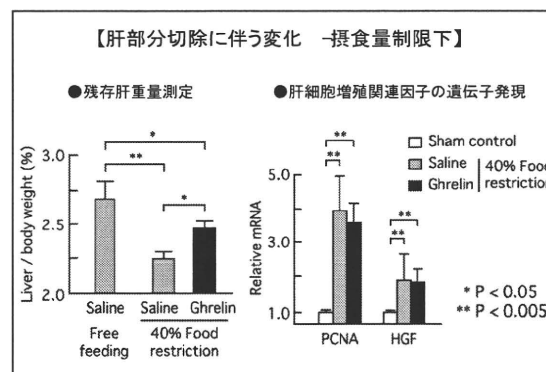 【肝部分切除に伴う変化 －摂食量制限下】
●残存肝重量測定
●肝細胞増殖関連因子の遺伝子発現
Liver / body weight (%)
3.0
2.5
2.0
*
**
*
Saline
Saline
Ghrelin
Free
feeding
40% Food
restriction
Relative mRNA
5.0
3.0
1.0
**
**
**
**
PCNA
HGF
Sham control
Saline
Ghrelin
40% Food
restriction
* P < 0.05
** P < 0.005